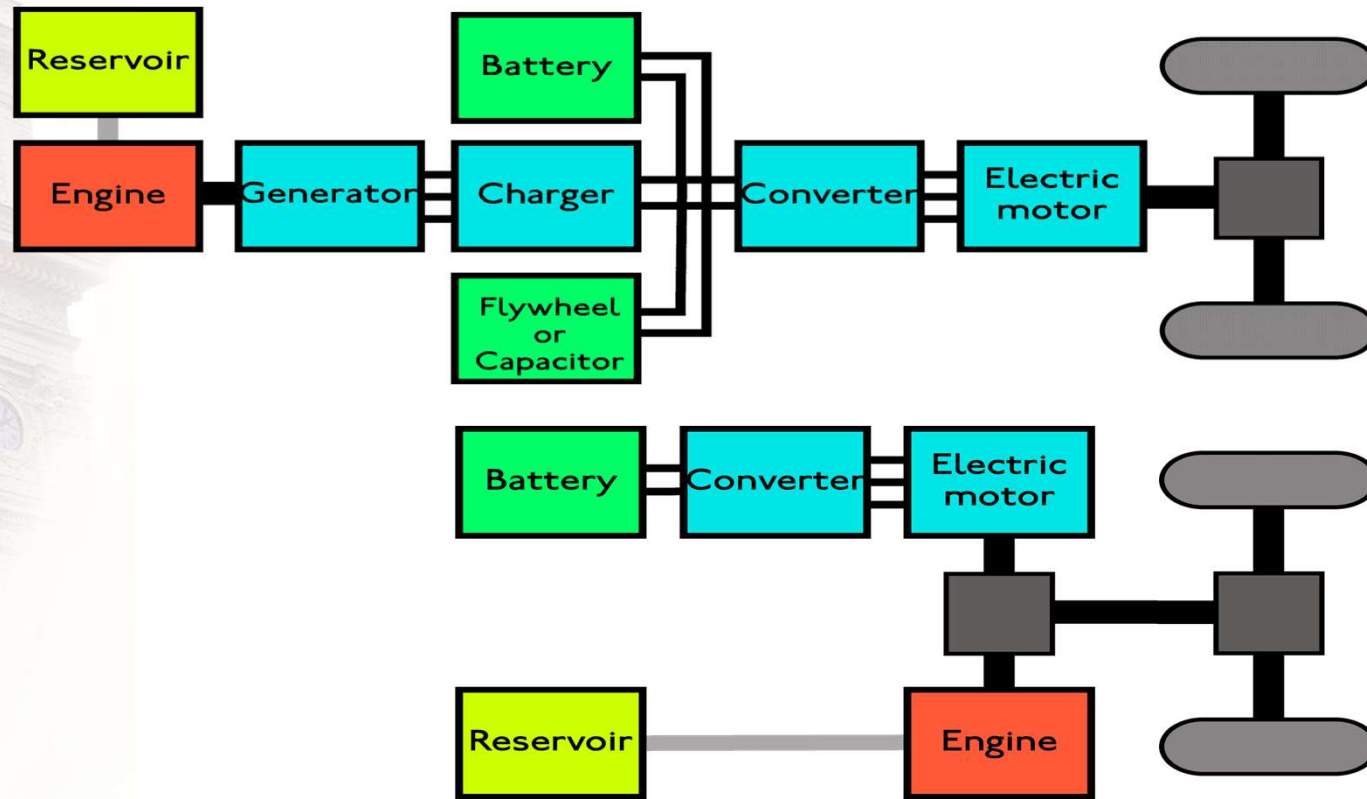 Reservoir
Battery
Engine
Generator
Charger
Converter
Electric
motor
Flywheel
or
Capacitor
Battery
Converter
Electric
motor
Reservoir
Engine